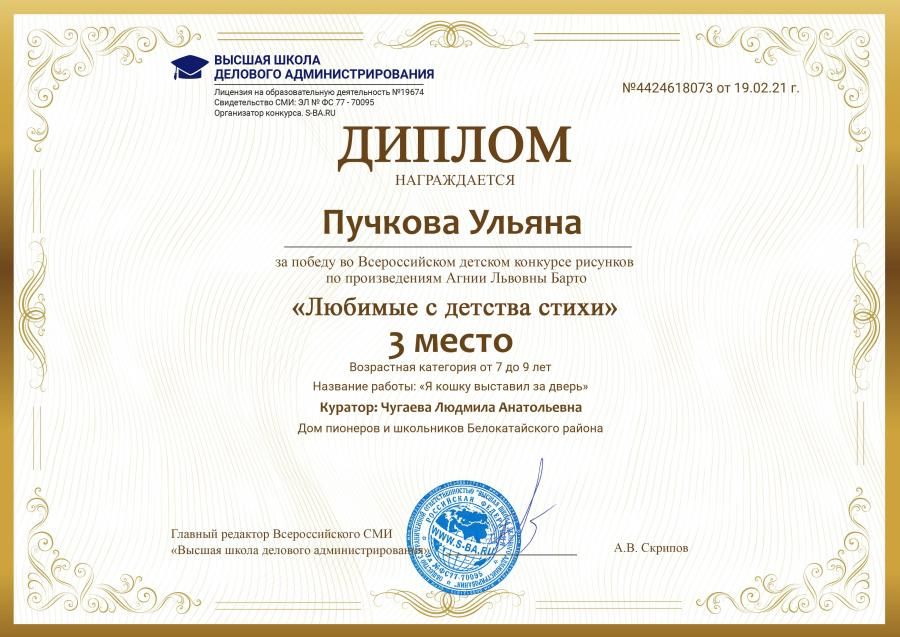 ВЫСШАЯ ШКОЛА
ДЕЛОВОГО АДМИНИСТРИРОВАНИЯ
Лицензия на образовательную деятельность №19674
Свидетельство СМИ: ЭЛ № ФС 77 - 70095
Организатор конкурса. S-BA.RU
№4424618073 от 19.02.21 г.
ДИПЛОМ
НАГРАЖДАЕТСЯ
Пучкова Ульяна
за победу во Всероссийском детском конкурсе рисунков
по произведениям Агнии Львовны Барто
«Любимые с детства стихи»
3 место
Возрастная категория от 7 до 9 лет
Название работы: «Я кошку выставил за дверь»
Куратор: Чугаева Людмила Анатольевна
Дом пионеров и школьников Белокатайского района
Главный редактор Всероссийского СМИ
«Высшая школа делового администрирования»
А.В. Скрипов
РОССИЙСКАЯ ФЕДЕРАЦИЯ
WWW.S-BA.RU